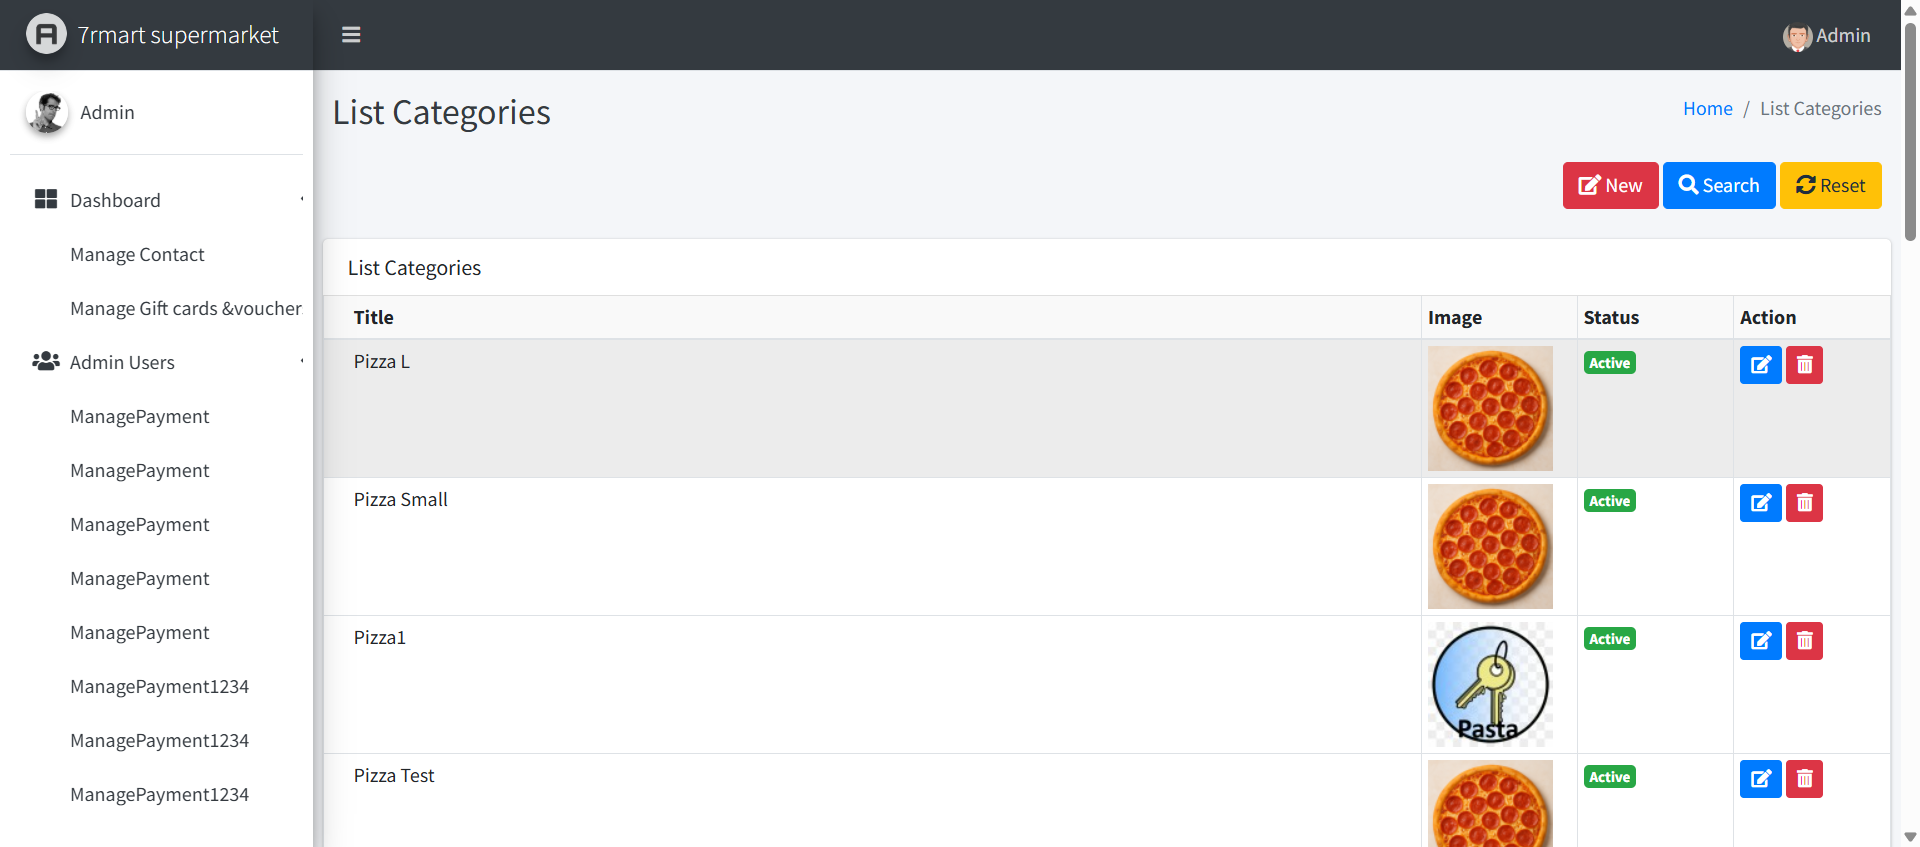 7rmart supermarket
Admin
Admin
List Categories
Home / List Categories
New
Search
Reset
Dashboard
Manage Contact
Manage Gift cards &voucher
Admin Users
ManagePayment
ManagePayment
ManagePayment
ManagePayment
ManagePayment
ManagePayment1234
ManagePayment1234
ManagePayment1234
List Categories
Title Image Status Action
Pizza L Active
Pizza Small Active
Pizza1 Pasta Active
Pizza Test Active